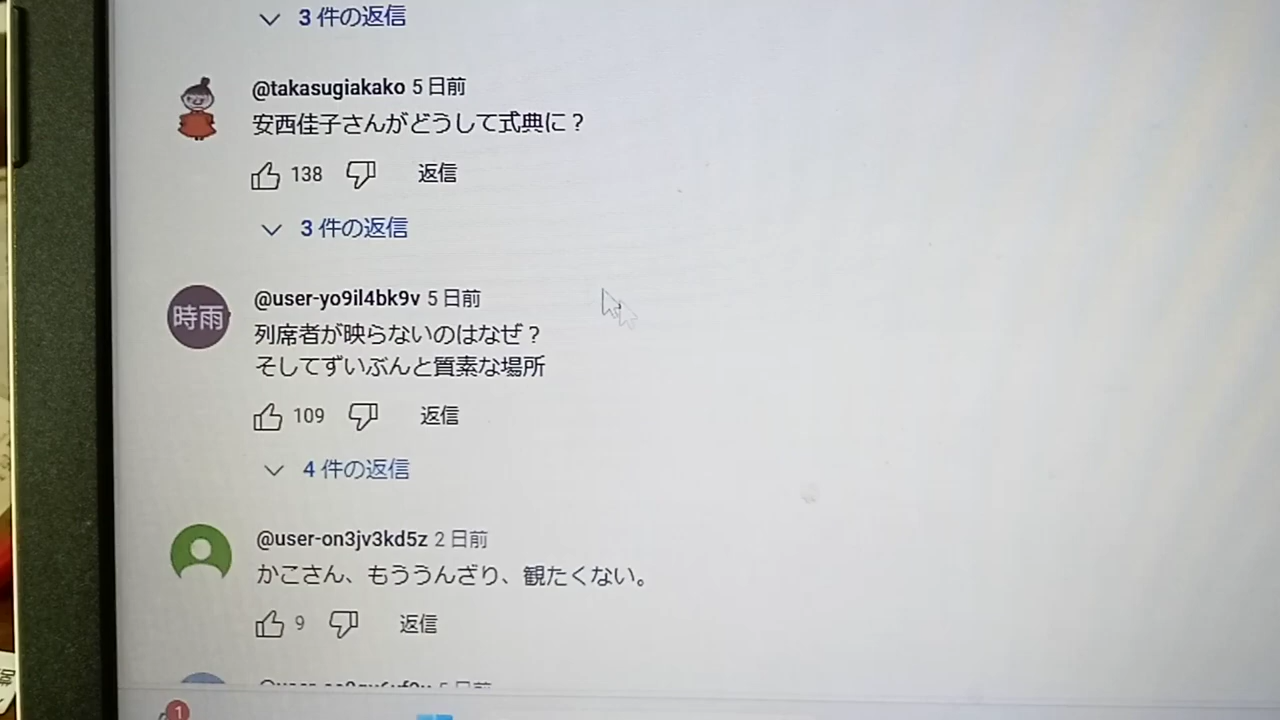 3 件の返信
@takasugiakako 5 日前
安西佳子さんがどうして式典に？
138 返信
3 件の返信
時雨
@user-yo9il4bk9v 5 日前
列席者が映らないのはなぜ？
そしてずいぶんと質素な場所
109 返信
4 件の返信
@user-on3jv3kd5z 2 日前
かこさん、もううんざり、観たくない。
9 返信
1